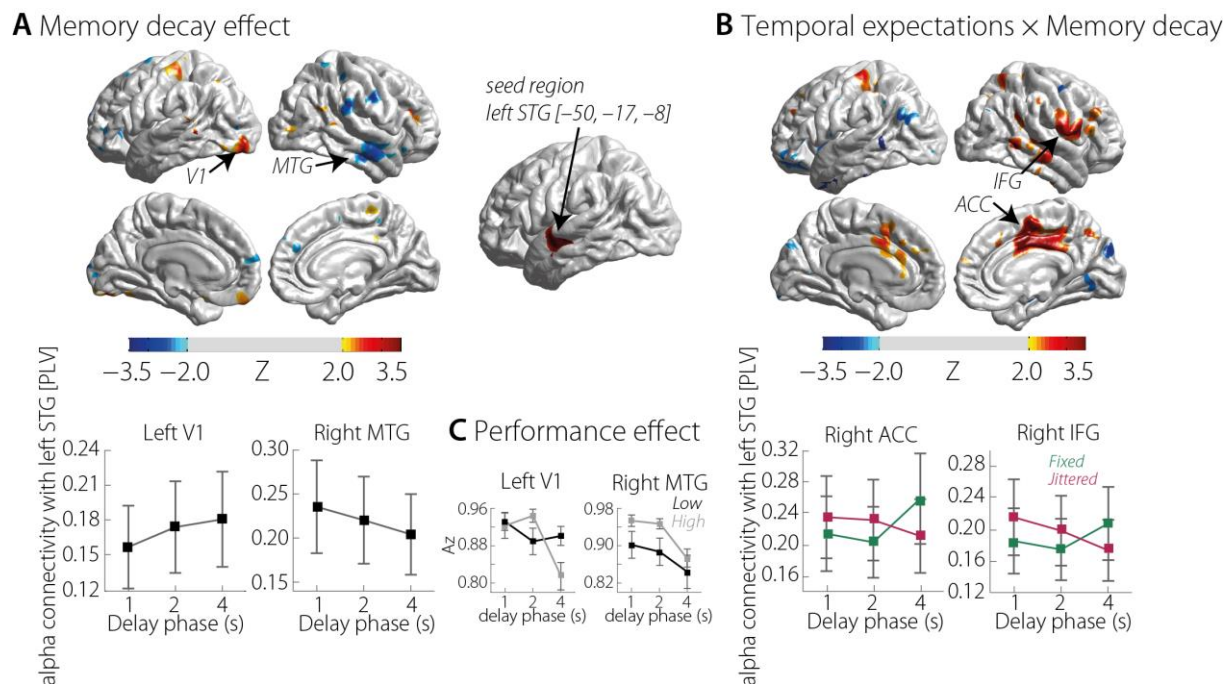 A Memory decay effect
V1
MTG
seed region
left STG [−50, −17, −8]
−3.5 −2.0 Z 2.0 3.5
B Temporal expectations × Memory decay
IFG
ACC
−3.5 −2.0 Z 2.0 3.5
alpha connectivity with left STG [PLV]
Left V1
0.24
0.21
0.18
0.15
0.12
1 2 4
Delay phase (s)
Right MTG
0.30
0.25
0.20
0.15
1 2 4
Delay phase (s)
C Performance effect
Left V1
Az
0.96
0.88
0.80
1 2 4
delay phase (s)
Right MTG
Low
High
0.98
0.90
0.82
1 2 4
delay phase (s)
alpha connectivity with left STG [PLV]
Right ACC
0.32
0.28
0.24
0.20
0.16
1 2 4
Delay phase (s)
Right IFG
Fixed
Jittered
0.28
0.24
0.20
0.16
0.12
1 2 4
Delay phase (s)